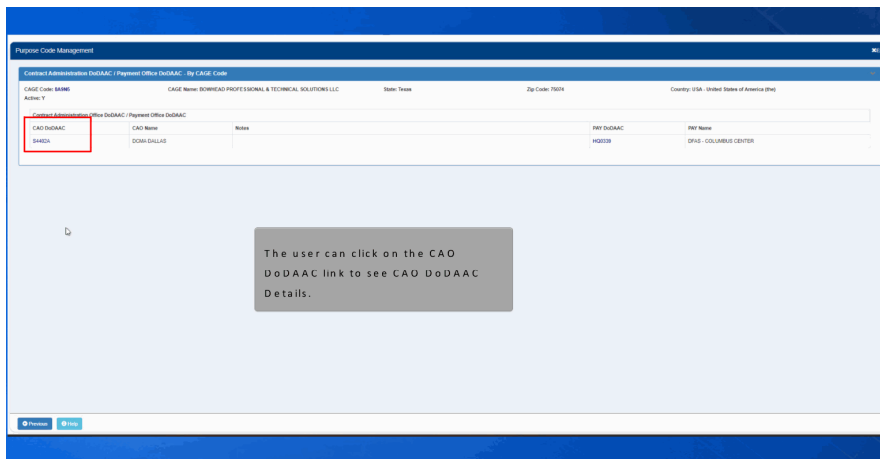 Purpose Code Management
Contract Administration DoDAAC / Payment Office DoDAAC - By CAGE Code
CAGE Code: 8A9N6 CAGE Name: BOWHEAD PROFESSIONAL & TECHNICAL SOLUTIONS LLC State: Texas Zip Code: 75074 Country: USA - United States of America (the)
Active: Y
Contract Administration Office DoDAAC / Payment Office DoDAAC
CAO DoDAAC CAO Name Notes PAY DoDAAC PAY Name
S4402A DCMA DALLAS HQ0339 DFAS - COLUMBUS CENTER
The user can click on the CAO
DoDAAC link to see CAO DoDAAC
Details.
Previous Help